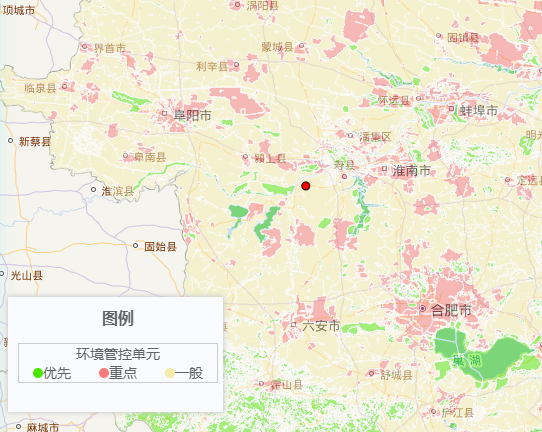 项城市
涡阳县
界首市
蒙城县
固镇县
利辛县
临泉县
怀远县
阜阳市
蚌埠市
新蔡县
潘集区
明光
阜南县
颍上县
寿县
淮南市
定远县
淮滨县
固始县
光山县
合肥市
六安市
巢湖
舒城县
霍山县
庐江县
麻城市
图例
环境管控单元
优先 重点 一般